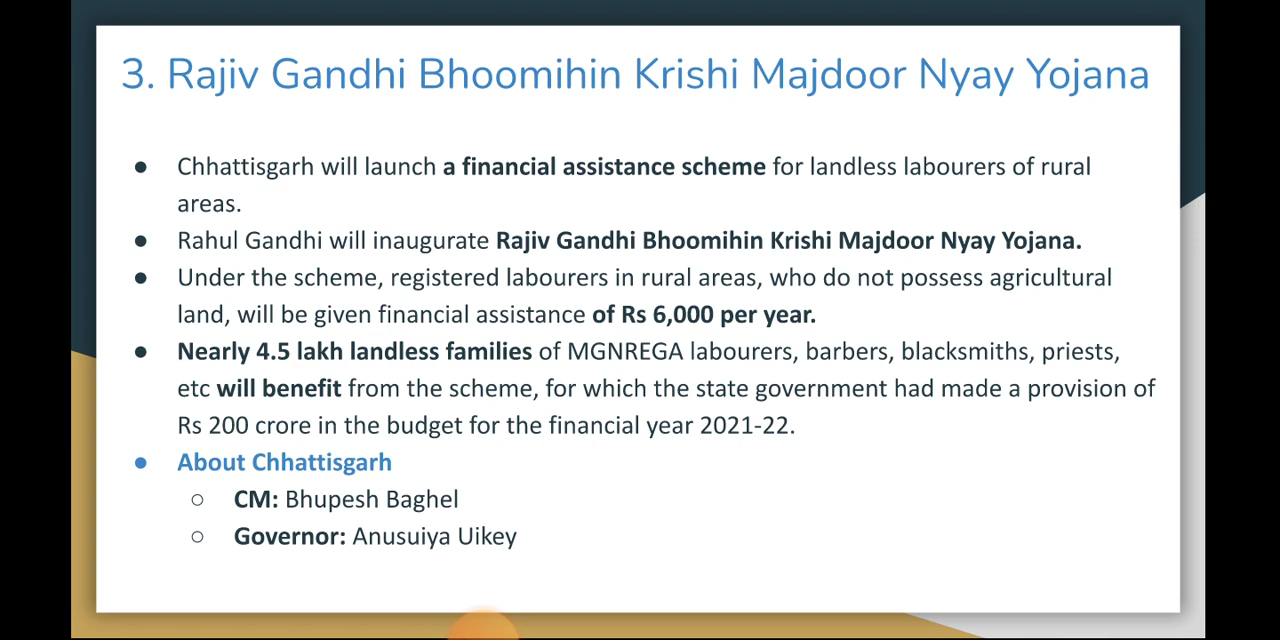 3. Rajiv Gandhi Bhoomihin Krishi Majdoor Nyay Yojana
● Chhattisgarh will launch a financial assistance scheme for landless labourers of rural
areas.
● Rahul Gandhi will inaugurate Rajiv Gandhi Bhoomihin Krishi Majdoor Nyay Yojana.
● Under the scheme, registered labourers in rural areas, who do not possess agricultural
land, will be given financial assistance of Rs 6,000 per year.
● Nearly 4.5 lakh landless families of MGNREGA labourers, barbers, blacksmiths, priests,
etc will benefit from the scheme, for which the state government had made a provision of
Rs 200 crore in the budget for the financial year 2021-22.
● About Chhattisgarh
○ CM: Bhupesh Baghel
○ Governor: Anusuiya Uikey